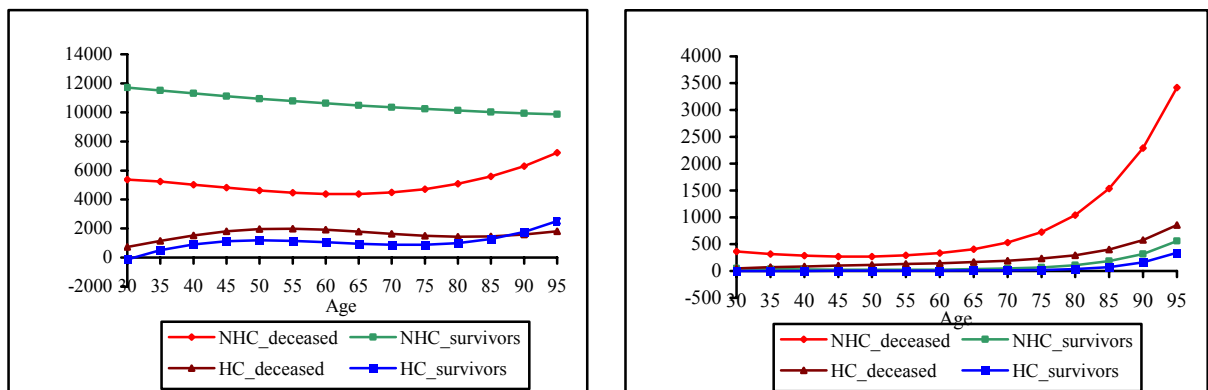 14000
12000
10000
8000
6000
4000
2000
0
-2000
30 35 40 45 50 55 60 65 70 75 80 85 90 95
Age
NHC_deceased NHC_survivors
HC_deceased HC_survivors
4000
3500
3000
2500
2000
1500
1000
500
0
-500
30 35 40 45 50 55 60 65 70 75 80 85 90 95
Age
NHC_deceased NHC_survivors
HC_deceased HC_survivors